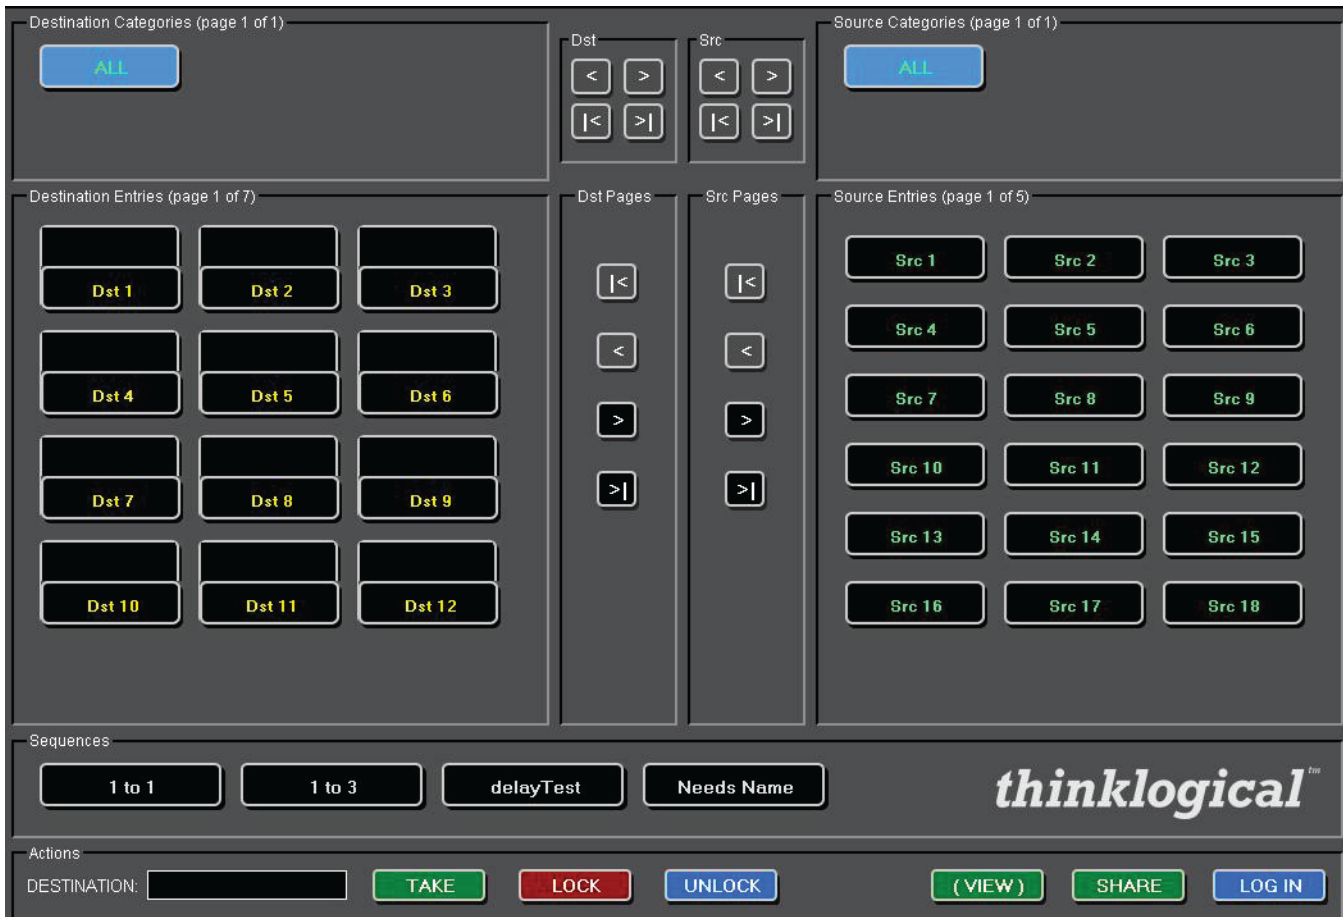 Destination Categories (page 1 of 1)
ALL
Dst
< >
|< >|
Src
< >
|< >|
Source Categories (page 1 of 1)
ALL
Destination Entries (page 1 of 7)
Dst 1 Dst 2 Dst 3
Dst 4 Dst 5 Dst 6
Dst 7 Dst 8 Dst 9
Dst 10 Dst 11 Dst 12
Dst Pages
|<
<
>
>|
Src Pages
|<
<
>
>|
Source Entries (page 1 of 5)
Src 1 Src 2 Src 3
Src 4 Src 5 Src 6
Src 7 Src 8 Src 9
Src 10 Src 11 Src 12
Src 13 Src 14 Src 15
Src 16 Src 17 Src 18
Sequences
1 to 1 1 to 3 delayTest Needs Name
thinklogical™
Actions
DESTINATION: TAKE LOCK UNLOCK ( VIEW ) SHARE LOG IN